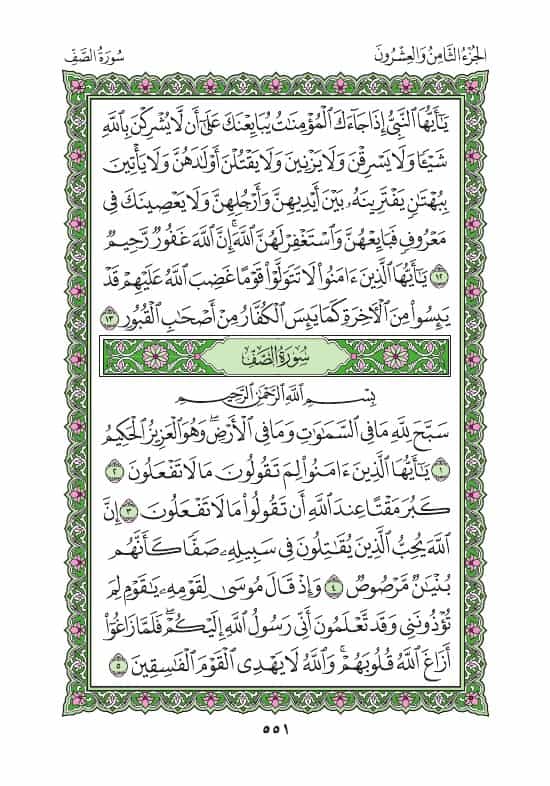 الجُزْءُ الثَّامِنُ وَالعِشْرُونَ
سُورَةُ الصَّفِّ
يَٰٓأَيُّهَا ٱلنَّبِىُّ إِذَا جَآءَكَ ٱلْمُؤْمِنَٰتُ يُبَايِعْنَكَ عَلَىٰٓ أَن لَّا يُشْرِكْنَ بِٱللَّهِ
شَيْـًٔا وَلَا يَسْرِقْنَ وَلَا يَزْنِينَ وَلَا يَقْتُلْنَ أَوْلَٰدَهُنَّ وَلَا يَأْتِينَ
بِبُهْتَٰنٍ يَفْتَرِينَهُۥ بَيْنَ أَيْدِيهِنَّ وَأَرْجُلِهِنَّ وَلَا يَعْصِينَكَ فِى
مَعْرُوفٍ فَبَايِعْهُنَّ وَٱسْتَغْفِرْ لَهُنَّ ٱللَّهَ ۖ إِنَّ ٱللَّهَ غَفُورٌ رَّحِيمٌ
١٢ يَٰٓأَيُّهَا ٱلَّذِينَ ءَامَنُوا۟ لَا تَتَوَلَّوْا۟ قَوْمًا غَضِبَ ٱللَّهُ عَلَيْهِمْ قَدْ
يَئِسُوا۟ مِنَ ٱلْءَاخِرَةِ كَمَا يَئِسَ ٱلْكُفَّارُ مِنْ أَصْحَٰبِ ٱلْقُبُورِ ١٣
سُورَةُ الصَّفِّ
بِسْمِ ٱللَّهِ ٱلرَّحْمَٰنِ ٱلرَّحِيمِ
سَبَّحَ لِلَّهِ مَا فِى ٱلسَّمَٰوَٰتِ وَمَا فِى ٱلْأَرْضِ ۖ وَهُوَ ٱلْعَزِيزُ ٱلْحَكِيمُ
١ يَٰٓأَيُّهَا ٱلَّذِينَ ءَامَنُوا۟ لِمَ تَقُولُونَ مَا لَا تَفْعَلُونَ ٢
كَبُرَ مَقْتًا عِندَ ٱللَّهِ أَن تَقُولُوا۟ مَا لَا تَفْعَلُونَ ٣ إِنَّ
ٱللَّهَ يُحِبُّ ٱلَّذِينَ يُقَٰتِلُونَ فِى سَبِيلِهِۦ صَفًّا كَأَنَّهُم
بُنْيَٰنٌ مَّرْصُوصٌ ٤ وَإِذْ قَالَ مُوسَىٰ لِقَوْمِهِۦ يَٰقَوْمِ لِمَ
تُؤْذُونَنِى وَقَد تَّعْلَمُونَ أَنِّى رَسُولُ ٱللَّهِ إِلَيْكُمْ ۖ فَلَمَّا زَاغُوٓا۟
أَزَاغَ ٱللَّهُ قُلُوبَهُمْ ۚ وَٱللَّهُ لَا يَهْدِى ٱلْقَوْمَ ٱلْفَٰسِقِينَ ٥
٥٥١